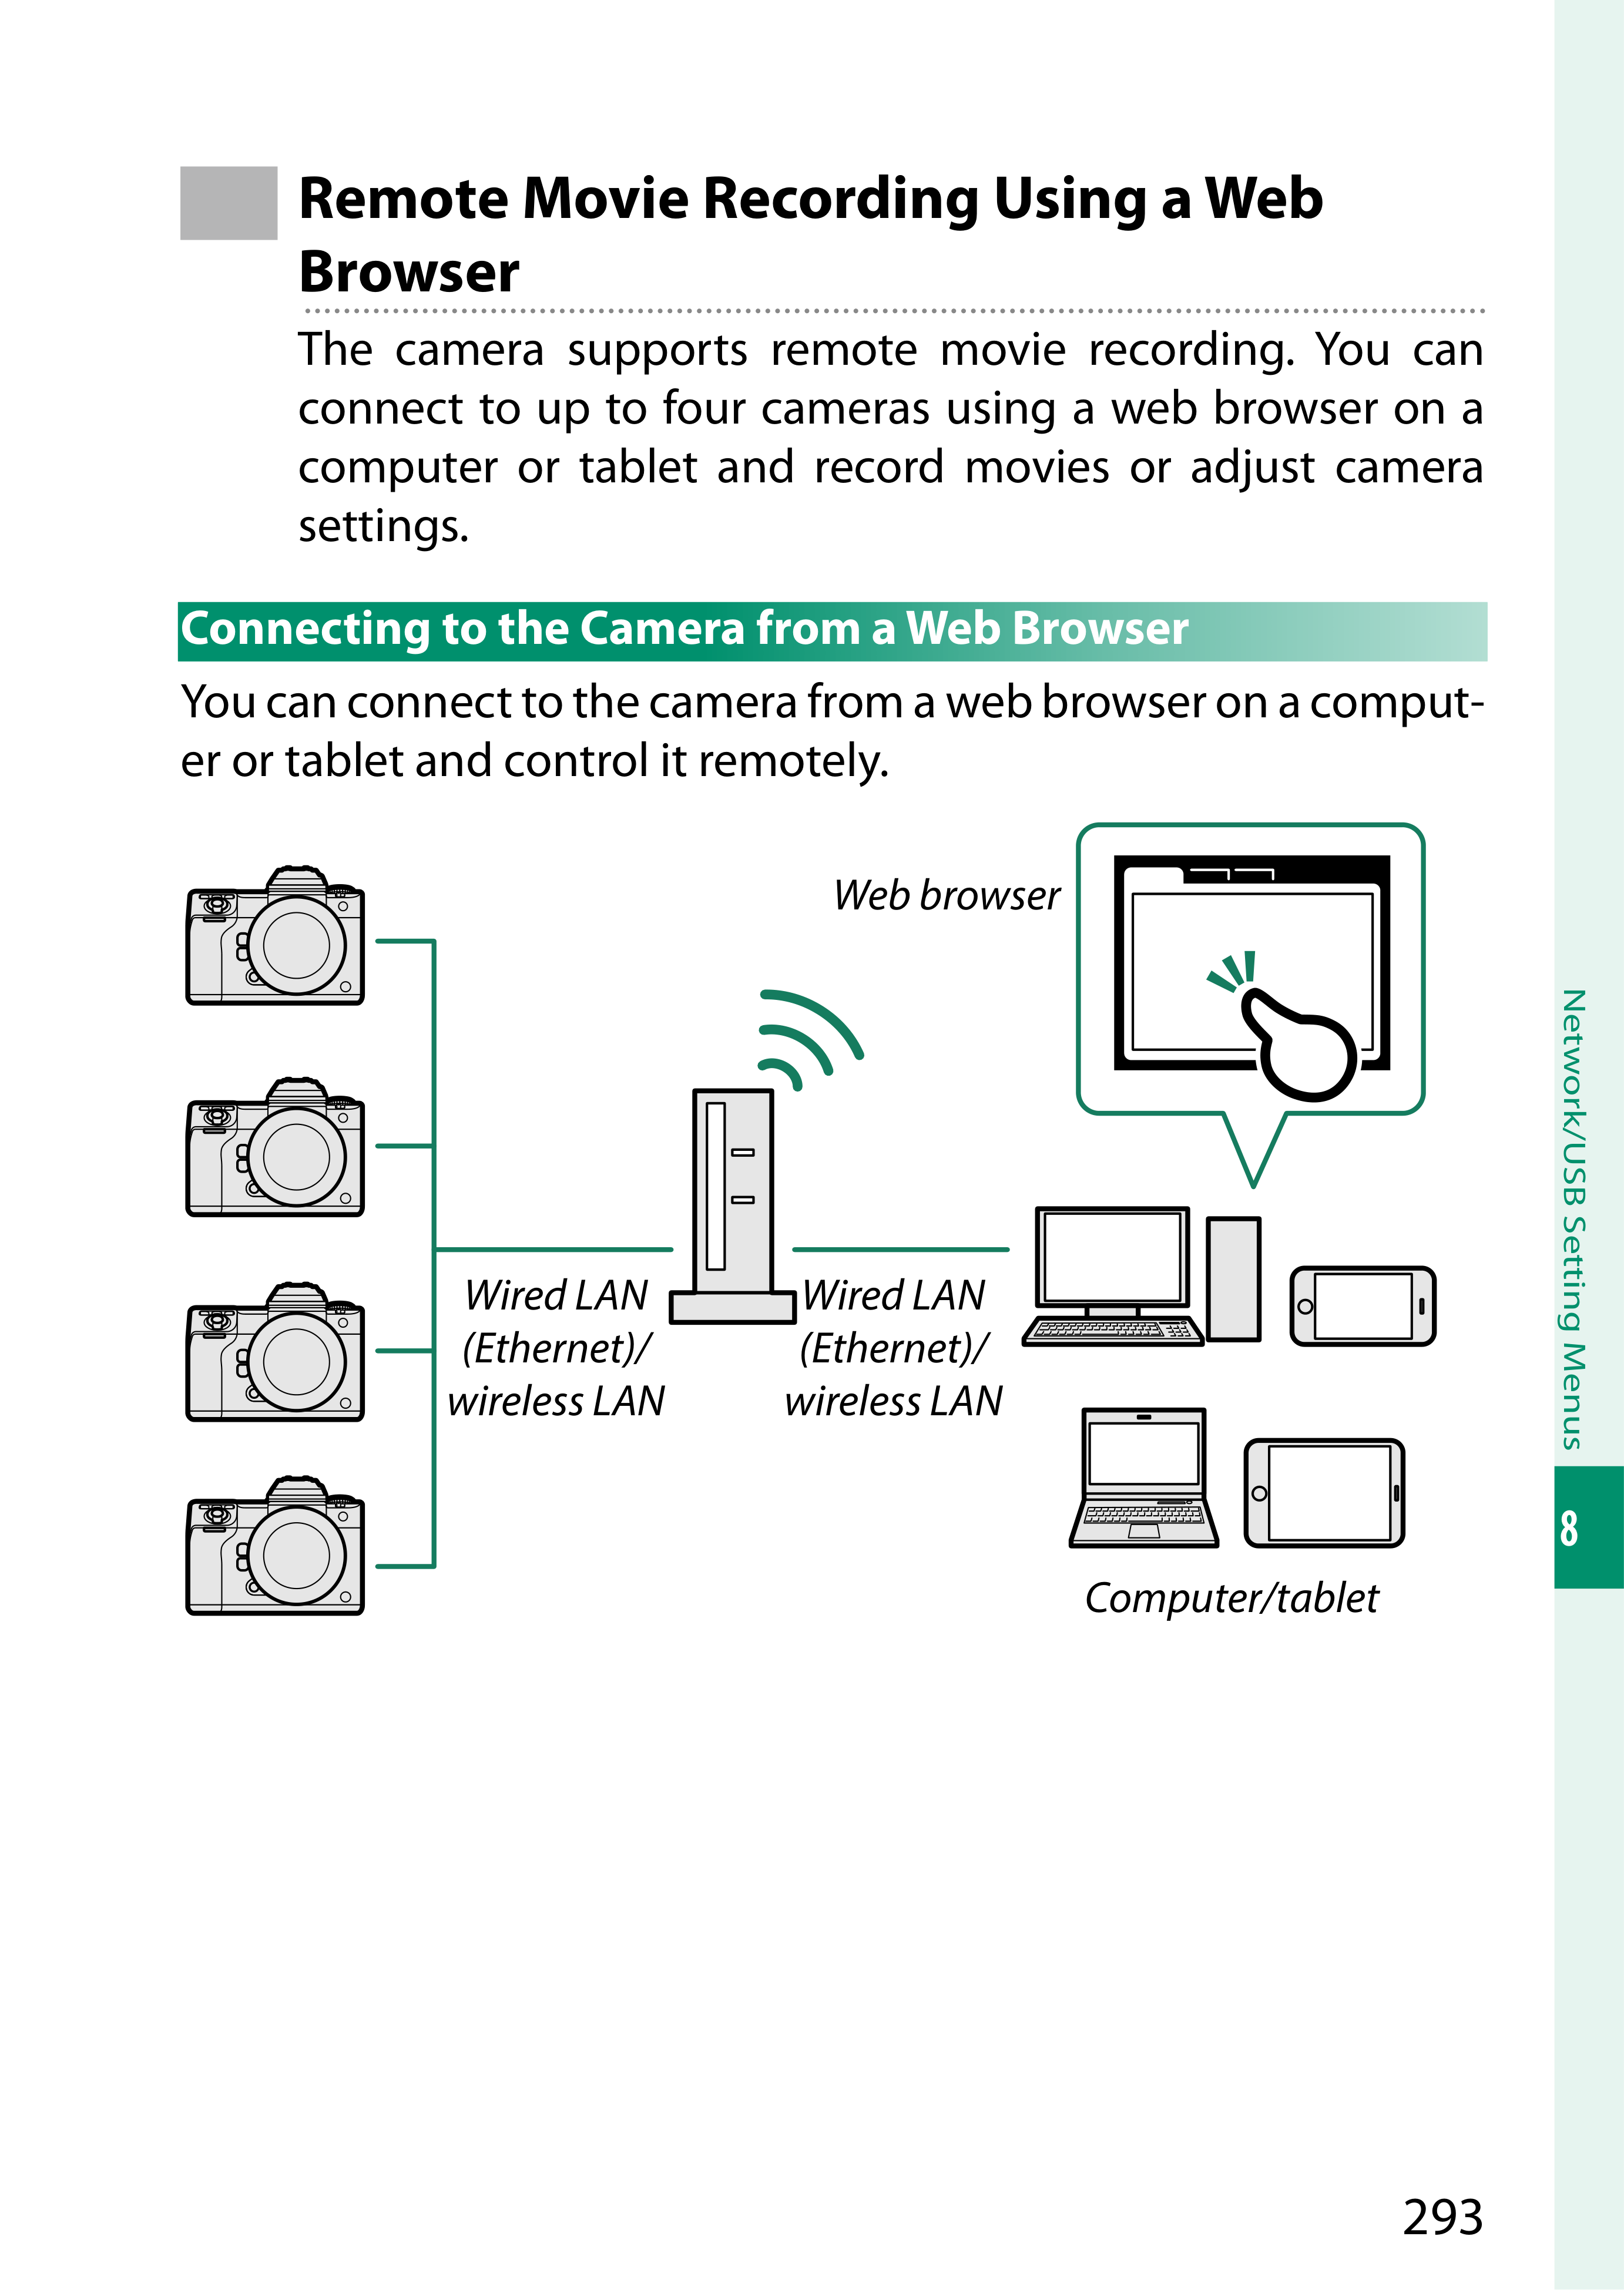 Remote Movie Recording Using a Web
Browser
The camera supports remote movie recording. You can
connect to up to four cameras using a web browser on a
computer or tablet and record movies or adjust camera
settings.
Connecting to the Camera from a Web Browser
You can connect to the camera from a web browser on a comput-
er or tablet and control it remotely.
Web browser
Wired LAN
(Ethernet)/
wireless LAN
Wired LAN
(Ethernet)/
wireless LAN
Computer/tablet
Network/USB Setting Menus
8
293